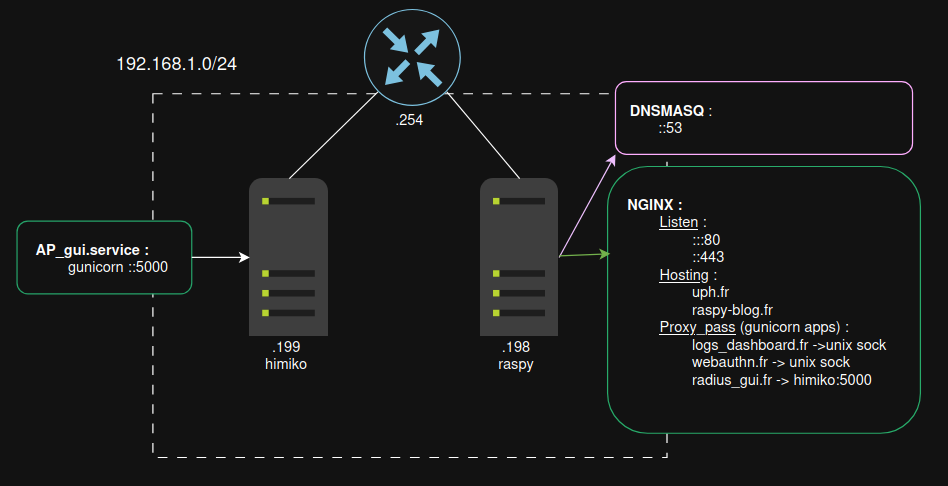 192.168.1.0/24
.254
DNSMASQ :
::53
AP_gui.service :
gunicorn ::5000
NGINX :
Listen :
:::80
::443
Hosting :
uph.fr
raspy-blog.fr
Proxy_pass (gunicorn apps) :
logs_dashboard.fr ->unix sock
webauthn.fr -> unix sock
radius_gui.fr -> himiko:5000
.199
himiko
.198
raspy